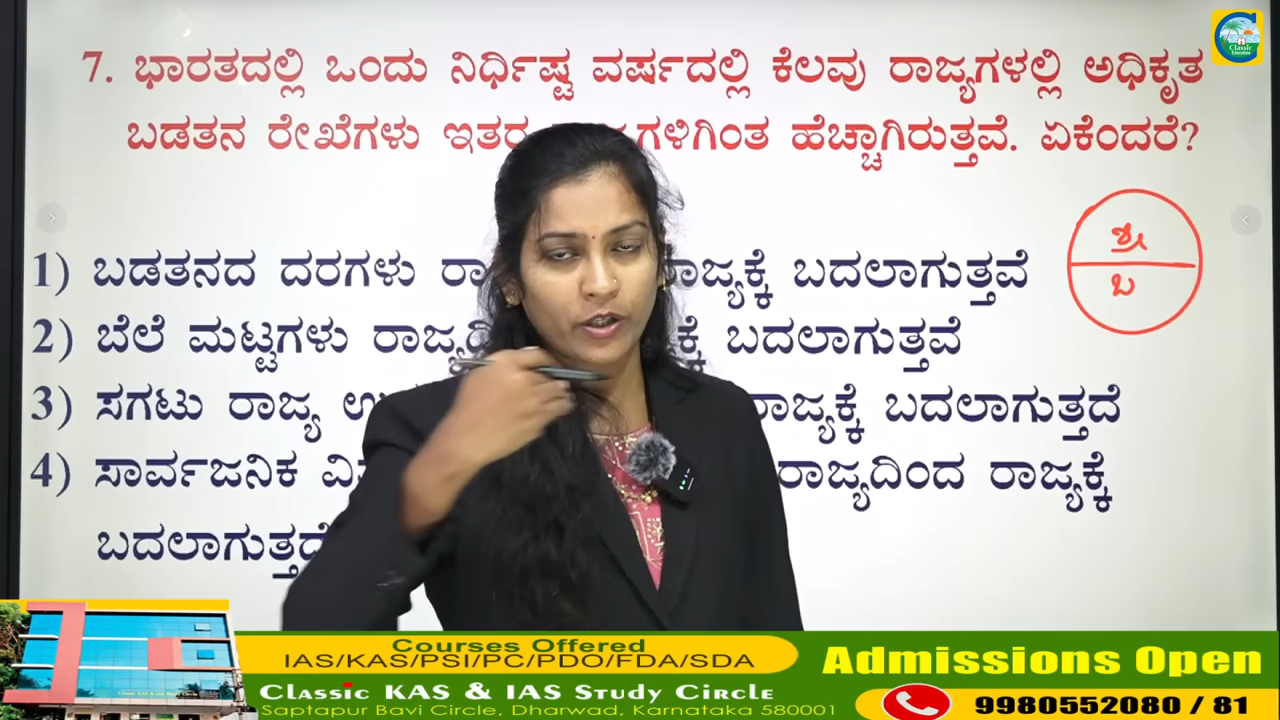 7. ಭಾರತದಲ್ಲಿ ಒಂದು ನಿರ್ಧಿಷ್ಟ ವರ್ಷದಲ್ಲಿ ಕೆಲವು ರಾಜ್ಯಗಳಲ್ಲಿ ಅಧಿಕೃತ
ಬಡತನ ರೇಖೆಗಳು ಇತರ ಹೆಚ್ಚಾಗಿರುತ್ತವೆ. ಏಕೆಂದರೆ?
1) ಬಡತನದ ದರಗಳು ಬದಲಾಗುತ್ತವೆ
2) ಬೆಲೆ ಮಟ್ಟಗಳು ಬದಲಾಗುತ್ತವೆ
3) ಸಗಟು ರಾಜ್ಯ ಬದಲಾಗುತ್ತದೆ
4) ಸಾರ್ವಜನಿಕ ರಾಜ್ಯದಿಂದ ರಾಜ್ಯಕ್ಕೆ
ಬದಲಾಗುತ್ತದೆ
ಶ್ರೀ
ಬ
Classic
Education
Courses Offered
IAS/KAS/PSI/PC/PDO/FDA/SDA
Classic KAS & IAS Study Circle
Saptapur Bavi Circle, Dharwad, Karnataka 580001
Admissions Open
9980552080 / 81